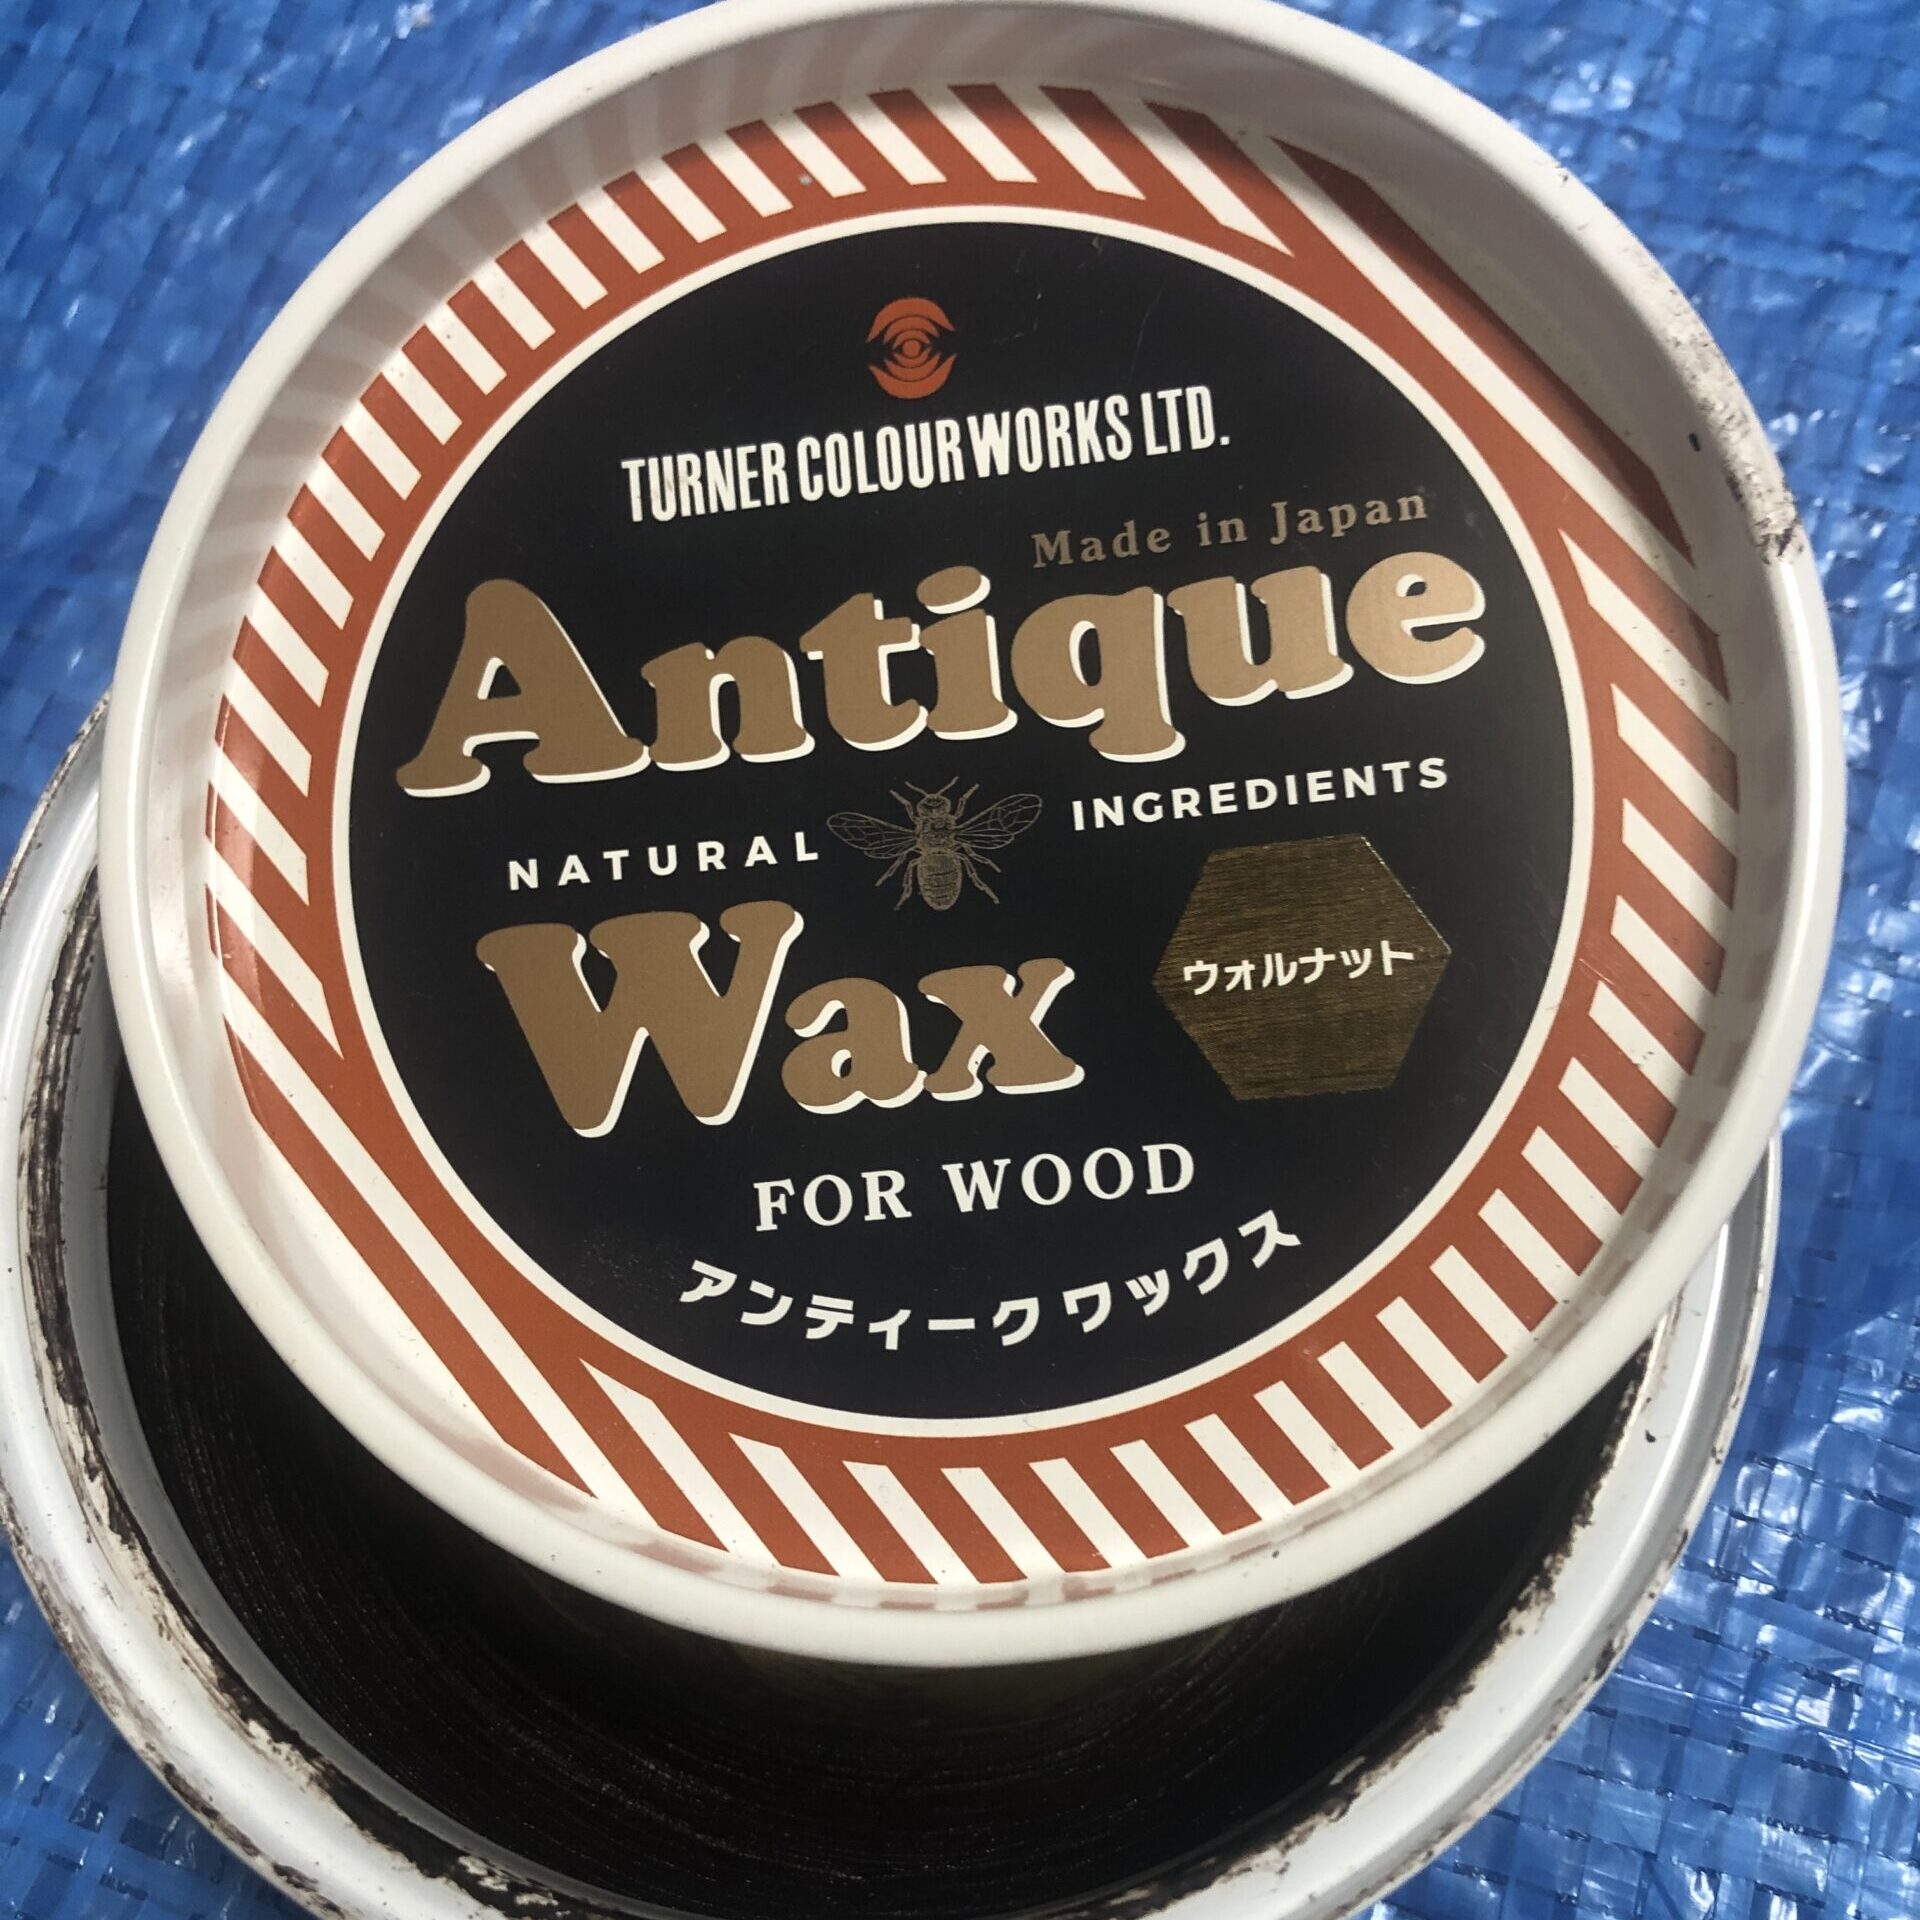 TURNER COLOUR WORKS LTD.
Made in Japan
Antique
NATURAL INGREDIENTS
Wax
ウォルナット
FOR WOOD
アンティークワックス